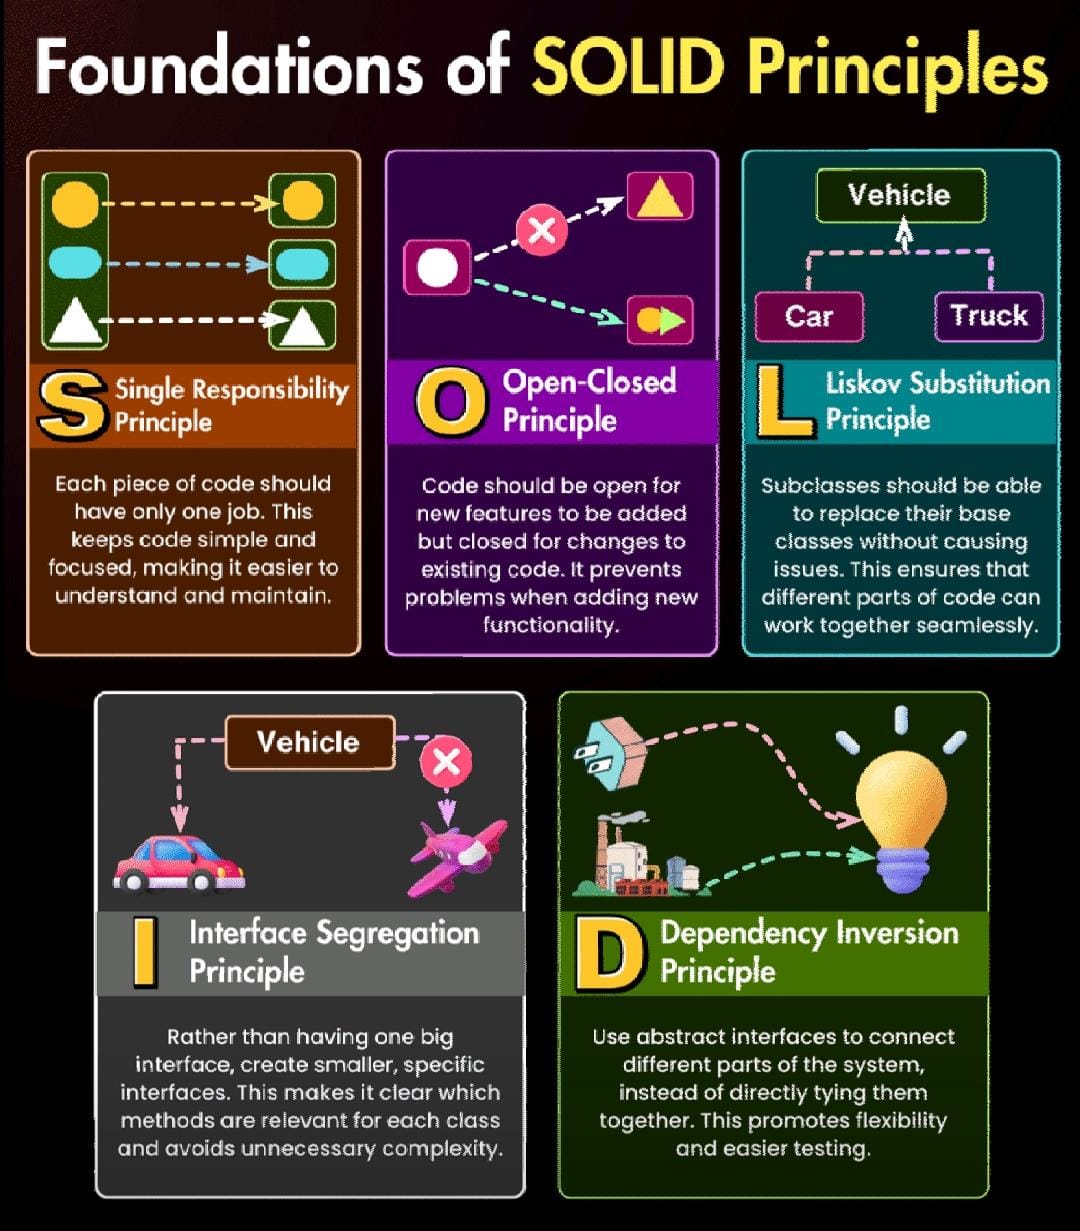 Foundations of SOLID Principles
S
Single Responsibility
Principle
Each piece of code should
have only one job. This
keeps code simple and
focused, making it easier to
understand and maintain.
O
Open-Closed
Principle
Code should be open for
new features to be added
but closed for changes to
existing code. It prevents
problems when adding new
functionality.
Vehicle
Car
Truck
L
Liskov Substitution
Principle
Subclasses should be able
to replace their base
classes without causing
issues. This ensures that
different parts of code can
work together seamlessly.
Vehicle
I
Interface Segregation
Principle
Rather than having one big
interface, create smaller, specific
interfaces. This makes it clear which
methods are relevant for each class
and avoids unnecessary complexity.
D
Dependency Inversion
Principle
Use abstract interfaces to connect
different parts of the system,
instead of directly tying them
together. This promotes flexibility
and easier testing.